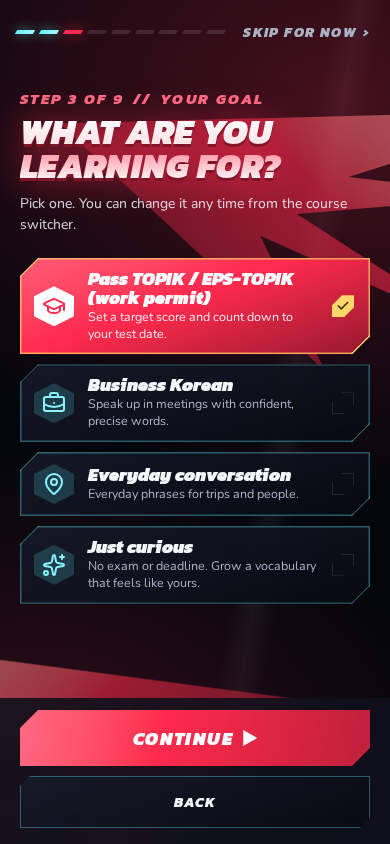 SKIP FOR NOW >
STEP 3 OF 9 // YOUR GOAL
WHAT ARE YOU
LEARNING FOR?
Pick one. You can change it any time from the course
switcher.
Pass TOPIK / EPS-TOPIK
(work permit)
Set a target score and count down to
your test date.
Business Korean
Speak up in meetings with confident,
precise words.
Everyday conversation
Everyday phrases for trips and people.
Just curious
No exam or deadline. Grow a vocabulary
that feels like yours.
CONTINUE ▶
BACK